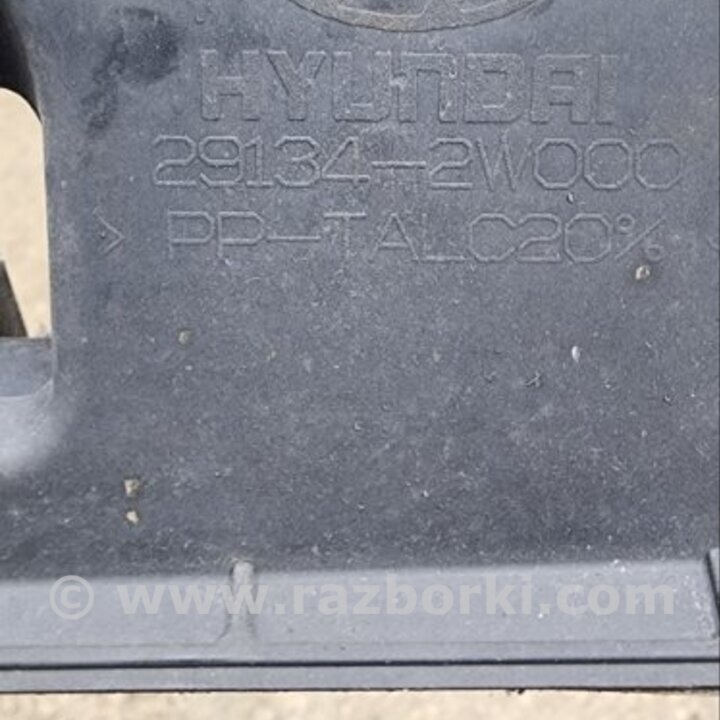 HYUNDAI
29134-2W000
> PP-TALC20%
© www.razborki.com